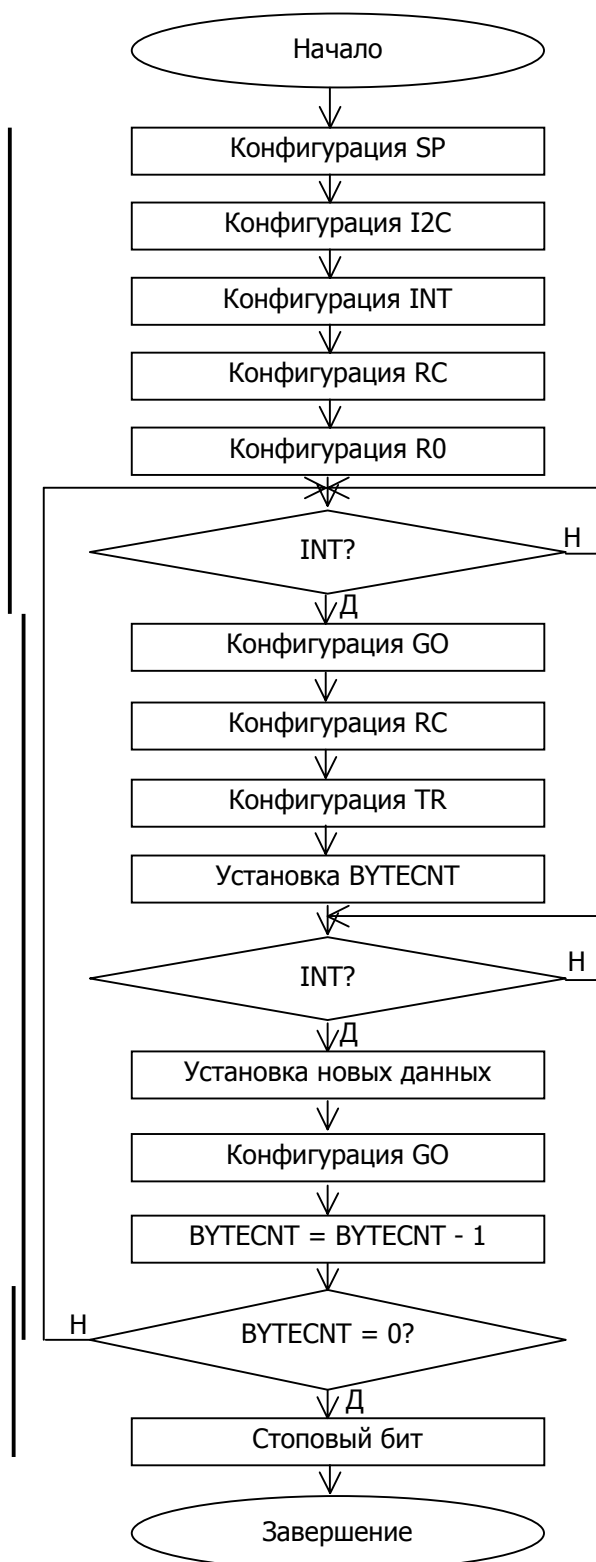 Начало
Конфигурация SP
Конфигурация I2C
Конфигурация INT
Конфигурация RC
Конфигурация R0
INT?
Н
Д
Конфигурация GO
Конфигурация RC
Конфигурация TR
Установка BYTECNT
INT?
Н
Д
Установка новых данных
Конфигурация GO
BYTECNT = BYTECNT - 1
Н
BYTECNT = 0?
Д
Стоповый бит
Завершение